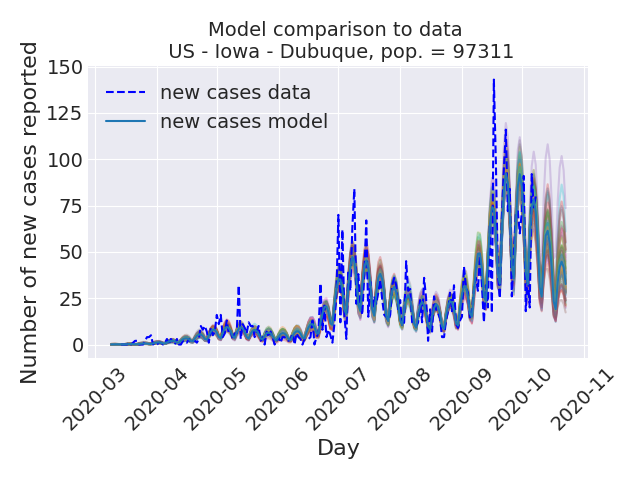 Model comparison to data
US - Iowa - Dubuque, pop. = 97311
Number of new cases reported
150
125
100
75
50
25
0
new cases data
new cases model
2020-03
2020-04
2020-05
2020-06
2020-07
2020-08
2020-09
2020-10
2020-11
Day